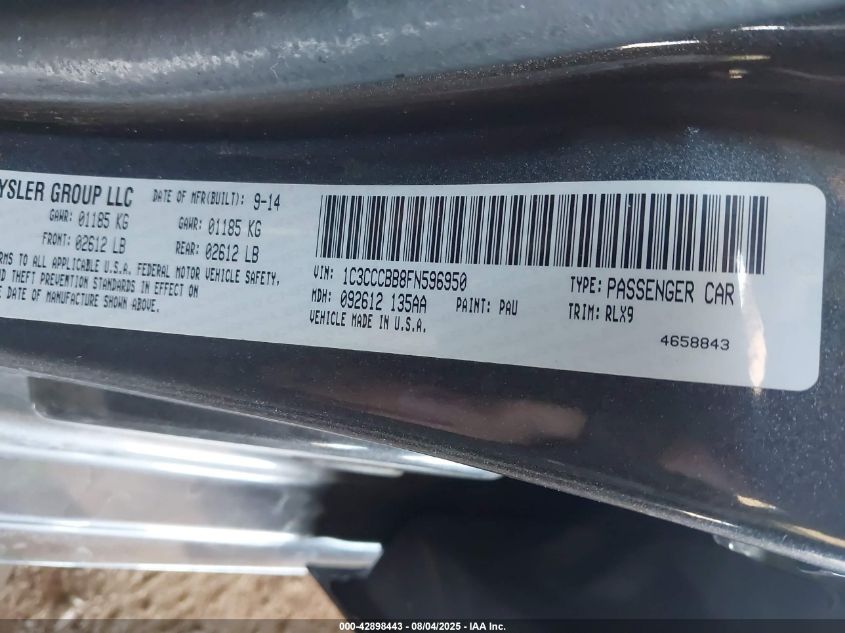 YSLER GROUP LLC
DATE OF MFR(BUILT): 9-14
GAWR: 01185 KG
GAWR: 01185 KG
FRONT: 02612 LB
REAR: 02612 LB
RMS TO ALL APPLICABLE U.S.A. FEDERAL MOTOR VEHICLE SAFETY,
D THEFT PREVENTION STANDARDS IN EFFECT ON
E DATE OF MANUFACTURE SHOWN ABOVE.
VIN: 1C3CCCBB8FN596950
TYPE: PASSENGER CAR
MDH: 092612 135AA
PAINT: PAU
TRIM: RLX9
VEHICLE MADE IN U.S.A.
4658843
000-42898443 - 08/04/2025 - IAA Inc.